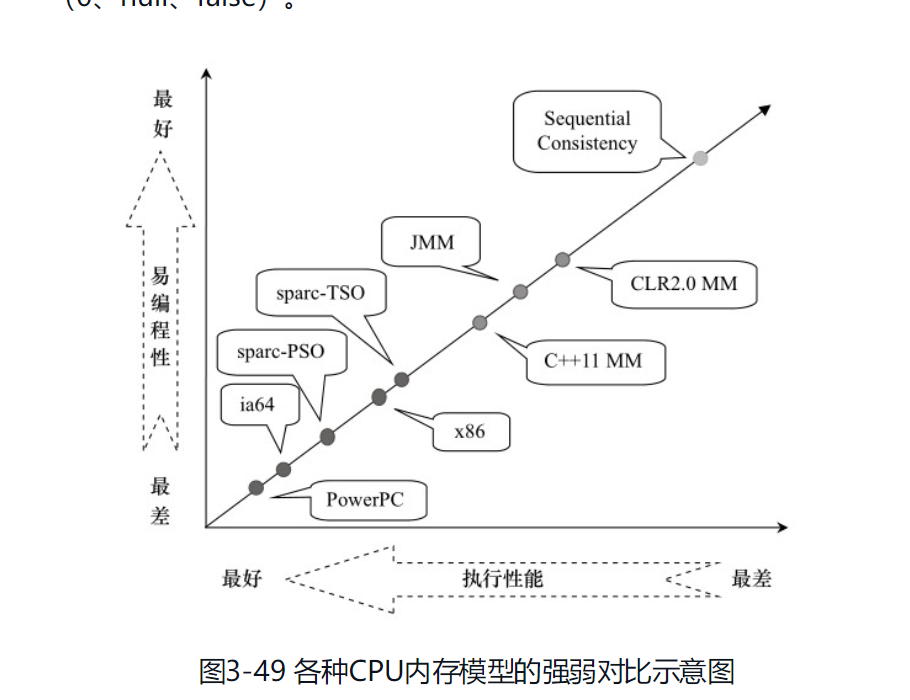 (0、null、false）。
最好
Sequential
Consistency
JMM
CLR2.0 MM
sparc-TSO
易编程性
C++11 MM
sparc-PSO
ia64
x86
最差
PowerPC
最好
执行性能
最差
图3-49 各种CPU内存模型的强弱对比示意图